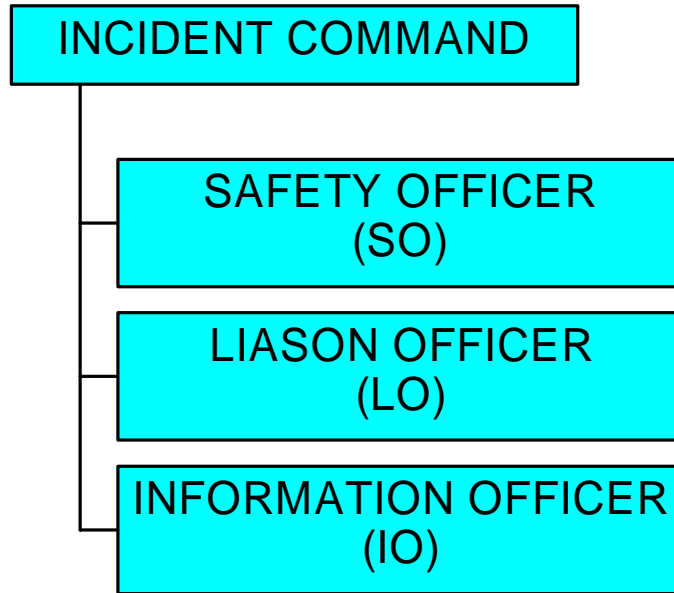 INCIDENT COMMAND
SAFETY OFFICER
(SO)
LIASON OFFICER
(LO)
INFORMATION OFFICER
(IO)